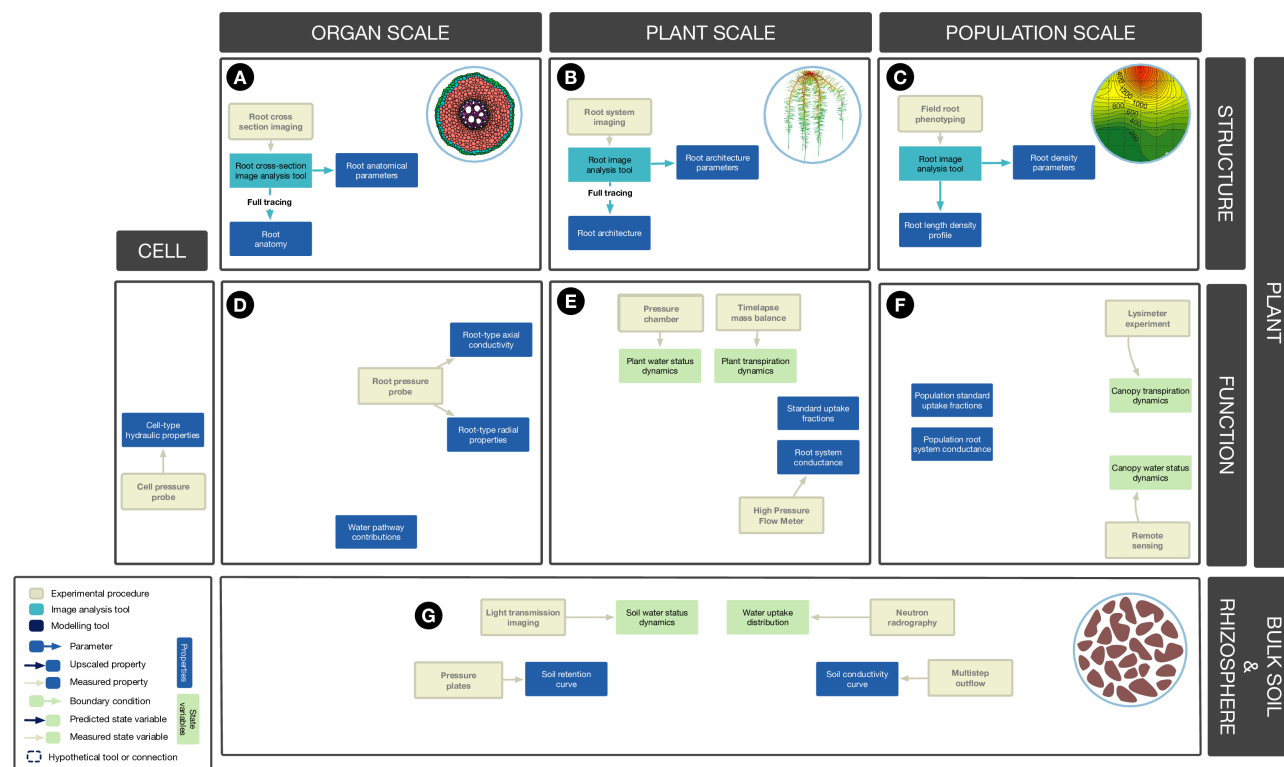 ORGAN SCALE
PLANT SCALE
POPULATION SCALE
A
Root cross
section imaging
Root cross-section
image analysis tool
Root anatomical
parameters
Full tracing
Root
anatomy
B
Root system
imaging
Root image
analysis tool
Root architecture
parameters
Full tracing
Root architecture
C
Field root
phenotyping
Root image
analysis tool
Root density
parameters
Root length density
profile
STRUCTURE
PLANT
CELL
Cell-type
hydraulic properties
Cell pressure
probe
D
Root-type axial
conductivity
Root pressure
probe
Root-type radial
properties
Water pathway
contributions
E
Pressure
chamber
Timelapse
mass balance
Plant water status
dynamics
Plant transpiration
dynamics
Standard uptake
fractions
Root system
conductance
High Pressure
Flow Meter
F
Lysimeter
experiment
Population standard
uptake fractions
Canopy transpiration
dynamics
Population root
system conductance
Canopy water status
dynamics
Remote
sensing
FUNCTION
Experimental procedure
Image analysis tool
Modelling tool
Parameter
Upscaled property
Measured property
Properties
Boundary condition
Predicted state variable
Measured state variable
State
variables
Hypothetical tool or connection
G
Light transmission
imaging
Soil water status
dynamics
Water uptake
distribution
Neutron
radiography
Pressure
plates
Soil retention
curve
Soil conductivity
curve
Multistep
outflow
BULK SOIL
&
RHIZOSPHERE